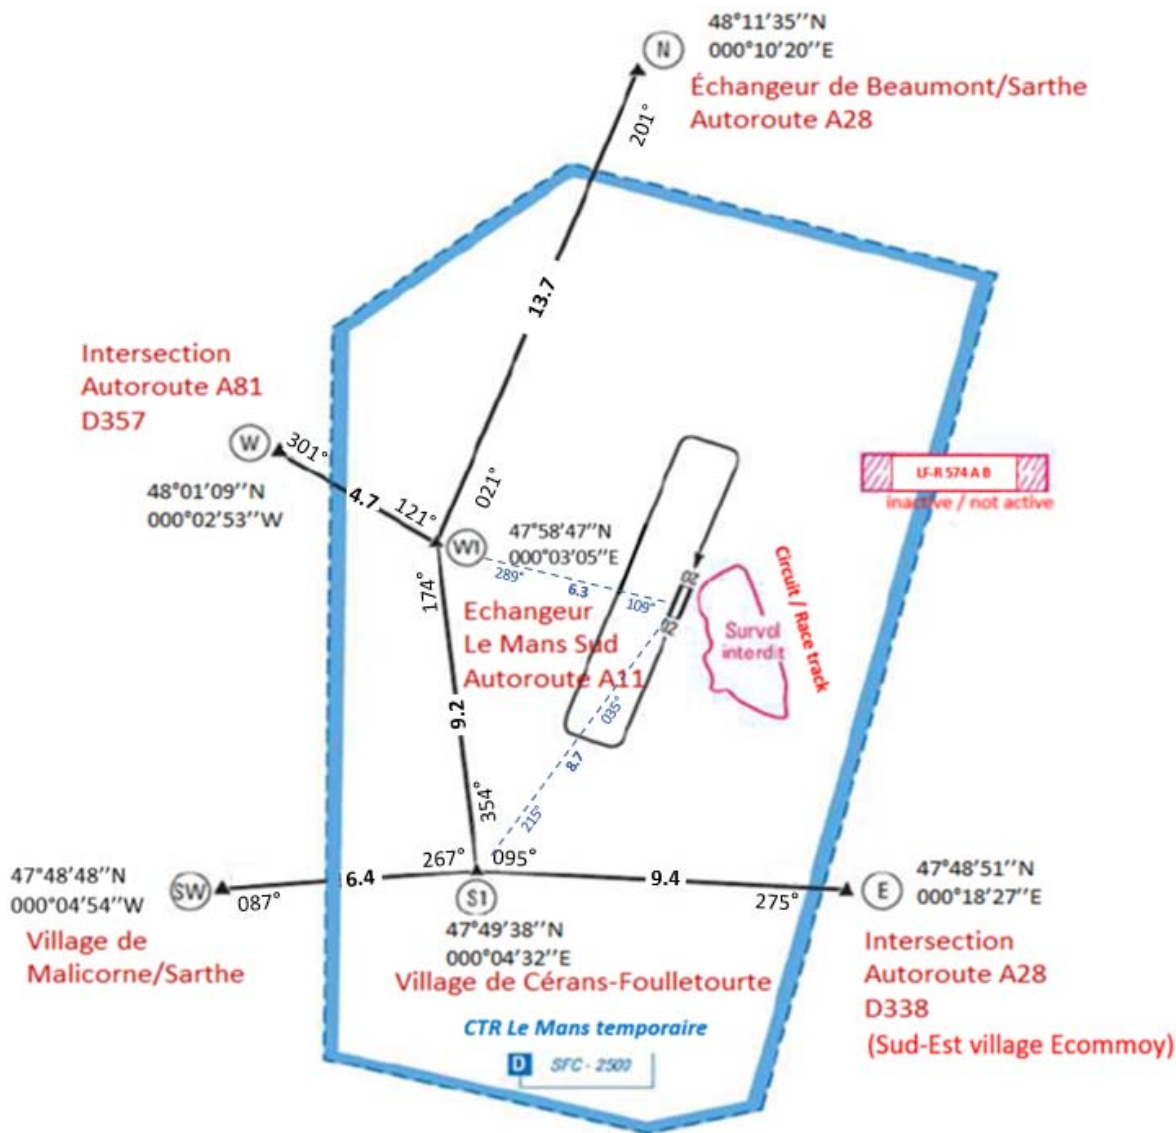 48°11'35''N
000°10'20''E
N
Échangeur de Beaumont/Sarthe
Autoroute A28
201°
13.7
Intersection
Autoroute A81
D357
W
301°
48°01'09''N
000°02'53''W
4.7
121°
021°
W1
47°58'47''N
000°03'05''E
289°
6.3
109°
174°
Echangeur
Le Mans Sud
Autoroute A11
LF-R 574 A B
inactive / not active
20
02
Survol
interdit
Circuit / Race track
035°
8.7
215°
9.2
354°
47°48'48''N
000°04'54''W
SW
087°
6.4
267°
095°
9.4
275°
E
47°48'51''N
000°18'27''E
S1
47°49'38''N
000°04'32''E
Village de
Malicorne/Sarthe
Village de Cérans-Foulletourte
Intersection
Autoroute A28
D338
(Sud-Est village Ecommoy)
CTR Le Mans temporaire
D SFC - 2500